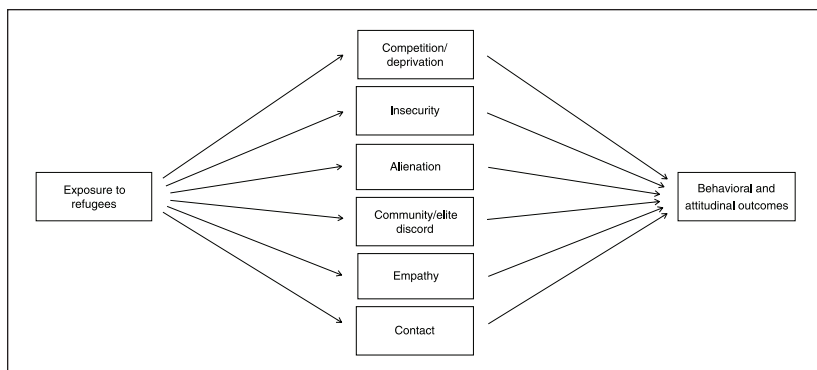 Competition/
deprivation
Insecurity
Alienation
Exposure to
refugees
Behavioral and
attitudinal outcomes
Community/elite
discord
Empathy
Contact